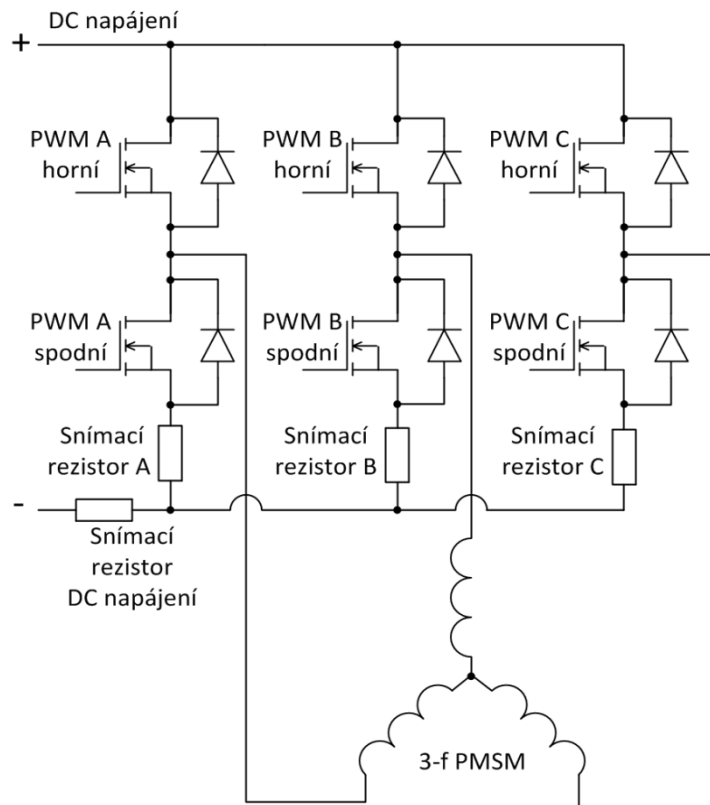 DC napájení
+
PWM A
horní
PWM B
horní
PWM C
horní
PWM A
spodní
PWM B
spodní
PWM C
spodní
Snímací
rezistor A
Snímací
rezistor B
Snímací
rezistor C
-
Snímací
rezistor
DC napájení
3-f PMSM